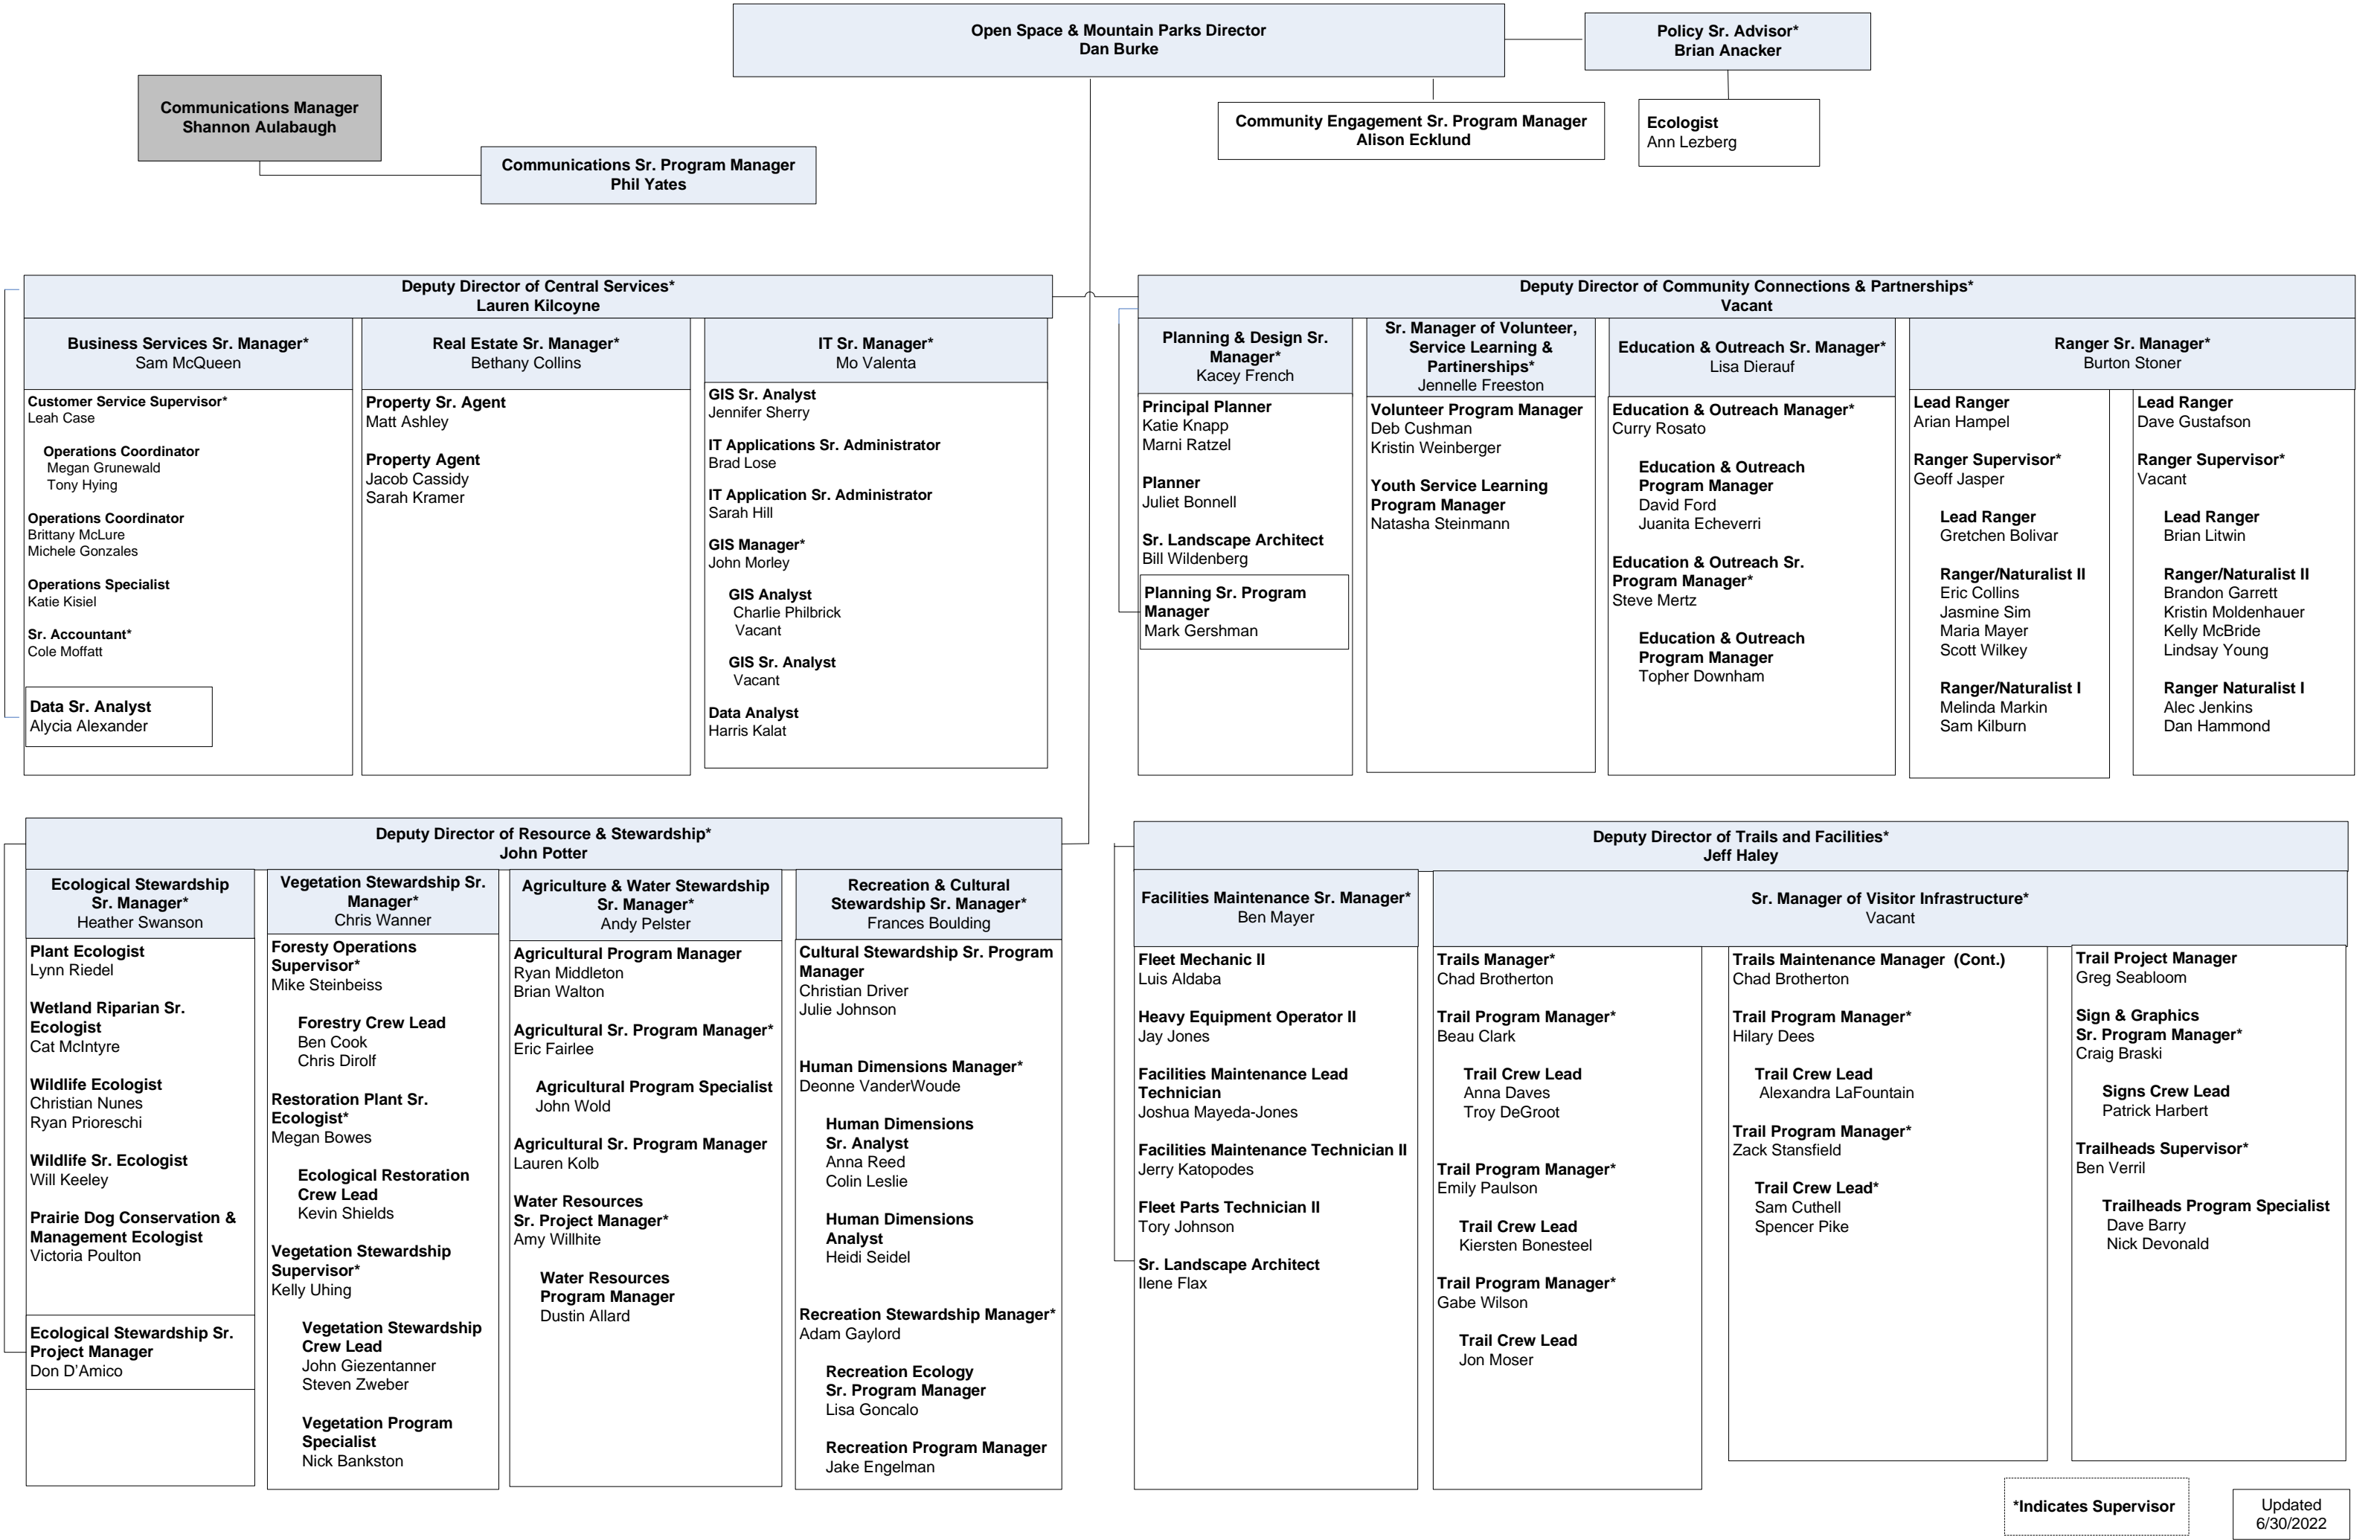 Open Space & Mountain Parks Director
Dan Burke
Policy Sr. Advisor*
Brian Anacker
Communications Manager
Shannon Aulabaugh
Community Engagement Sr. Program Manager
Alison Ecklund
Ecologist
Ann Lezberg
Communications Sr. Program Manager
Phil Yates
Deputy Director of Central Services*
Lauren Kilcoyne
Business Services Sr. Manager*
Sam McQueen
Customer Service Supervisor*
Leah Case
Operations Coordinator
Megan Grunewald
Tony Hying
Operations Coordinator
Brittany McLure
Michele Gonzales
Operations Specialist
Katie Kisiel
Sr. Accountant*
Cole Moffatt
Data Sr. Analyst
Alycia Alexander
Real Estate Sr. Manager*
Bethany Collins
Property Sr. Agent
Matt Ashley
Property Agent
Jacob Cassidy
Sarah Kramer
IT Sr. Manager*
Mo Valenta
GIS Sr. Analyst
Jennifer Sherry
IT Applications Sr. Administrator
Brad Lose
IT Application Sr. Administrator
Sarah Hill
GIS Manager*
John Morley
GIS Analyst
Charlie Philbrick
Vacant
GIS Sr. Analyst
Vacant
Data Analyst
Harris Kalat
Deputy Director of Community Connections & Partnerships*
Vacant
Planning & Design Sr.
Manager*
Kacey French
Principal Planner
Katie Knapp
Marni Ratzel
Planner
Juliet Bonnell
Sr. Landscape Architect
Bill Wildenberg
Planning Sr. Program
Manager
Mark Gershman
Sr. Manager of Volunteer,
Service Learning &
Partnerships*
Jennelle Freeston
Volunteer Program Manager
Deb Cushman
Kristin Weinberger
Youth Service Learning
Program Manager
Natasha Steinmann
Education & Outreach Sr. Manager*
Lisa Dierauf
Education & Outreach Manager*
Curry Rosato
Education & Outreach
Program Manager
David Ford
Juanita Echeverri
Education & Outreach Sr.
Program Manager*
Steve Mertz
Education & Outreach
Program Manager
Topher Downham
Ranger Sr. Manager*
Burton Stoner
Lead Ranger
Arian Hampel
Ranger Supervisor*
Geoff Jasper
Lead Ranger
Gretchen Bolivar
Ranger/Naturalist II
Eric Collins
Jasmine Sim
Maria Mayer
Scott Wilkey
Ranger/Naturalist I
Melinda Markin
Sam Kilburn
Lead Ranger
Dave Gustafson
Ranger Supervisor*
Vacant
Lead Ranger
Brian Litwin
Ranger/Naturalist II
Brandon Garrett
Kristin Moldenhauer
Kelly McBride
Lindsay Young
Ranger Naturalist I
Alec Jenkins
Dan Hammond
Deputy Director of Resource & Stewardship*
John Potter
Ecological Stewardship
Sr. Manager*
Heather Swanson
Plant Ecologist
Lynn Riedel
Wetland Riparian Sr.
Ecologist
Cat McIntyre
Wildlife Ecologist
Christian Nunes
Ryan Prioreschi
Wildlife Sr. Ecologist
Will Keeley
Prairie Dog Conservation &
Management Ecologist
Victoria Poulton
Ecological Stewardship Sr.
Project Manager
Don D'Amico
Vegetation Stewardship Sr.
Manager*
Chris Wanner
Foresty Operations
Supervisor*
Mike Steinbeiss
Forestry Crew Lead
Ben Cook
Chris Dirolf
Restoration Plant Sr.
Ecologist*
Megan Bowes
Ecological Restoration
Crew Lead
Kevin Shields
Vegetation Stewardship
Supervisor*
Kelly Uhing
Vegetation Stewardship
Crew Lead
John Giezentanner
Steven Zweber
Vegetation Program
Specialist
Nick Bankston
Agriculture & Water Stewardship
Sr. Manager*
Andy Pelster
Agricultural Program Manager
Ryan Middleton
Brian Walton
Agricultural Sr. Program Manager*
Eric Fairlee
Agricultural Program Specialist
John Wold
Agricultural Sr. Program Manager
Lauren Kolb
Water Resources
Sr. Project Manager*
Amy Willhite
Water Resources
Program Manager
Dustin Allard
Recreation & Cultural
Stewardship Sr. Manager*
Frances Boulding
Cultural Stewardship Sr. Program
Manager
Christian Driver
Julie Johnson
Human Dimensions Manager*
Deonne VanderWoude
Human Dimensions
Sr. Analyst
Anna Reed
Colin Leslie
Human Dimensions
Analyst
Heidi Seidel
Recreation Stewardship Manager*
Adam Gaylord
Recreation Ecology
Sr. Program Manager
Lisa Goncalo
Recreation Program Manager
Jake Engelman
Deputy Director of Trails and Facilities*
Jeff Haley
Facilities Maintenance Sr. Manager*
Ben Mayer
Fleet Mechanic II
Luis Aldaba
Heavy Equipment Operator II
Jay Jones
Facilities Maintenance Lead
Technician
Joshua Mayeda-Jones
Facilities Maintenance Technician II
Jerry Katopodes
Fleet Parts Technician II
Tory Johnson
Sr. Landscape Architect
Ilene Flax
Sr. Manager of Visitor Infrastructure*
Vacant
Trails Manager*
Chad Brotherton
Trail Program Manager*
Beau Clark
Trail Crew Lead
Anna Daves
Troy DeGroot
Trail Program Manager*
Emily Paulson
Trail Crew Lead
Kiersten Bonesteel
Trail Program Manager*
Gabe Wilson
Trail Crew Lead
Jon Moser
Trails Maintenance Manager (Cont.)
Chad Brotherton
Trail Program Manager*
Hilary Dees
Trail Crew Lead
Alexandra LaFountain
Trail Program Manager*
Zack Stansfield
Trail Crew Lead*
Sam Cuthell
Spencer Pike
Trail Project Manager
Greg Seabloom
Sign & Graphics
Sr. Program Manager*
Craig Braski
Signs Crew Lead
Patrick Harbert
Trailheads Supervisor*
Ben Verril
Trailheads Program Specialist
Dave Barry
Nick Devonald
*Indicates Supervisor
Updated
6/30/2022